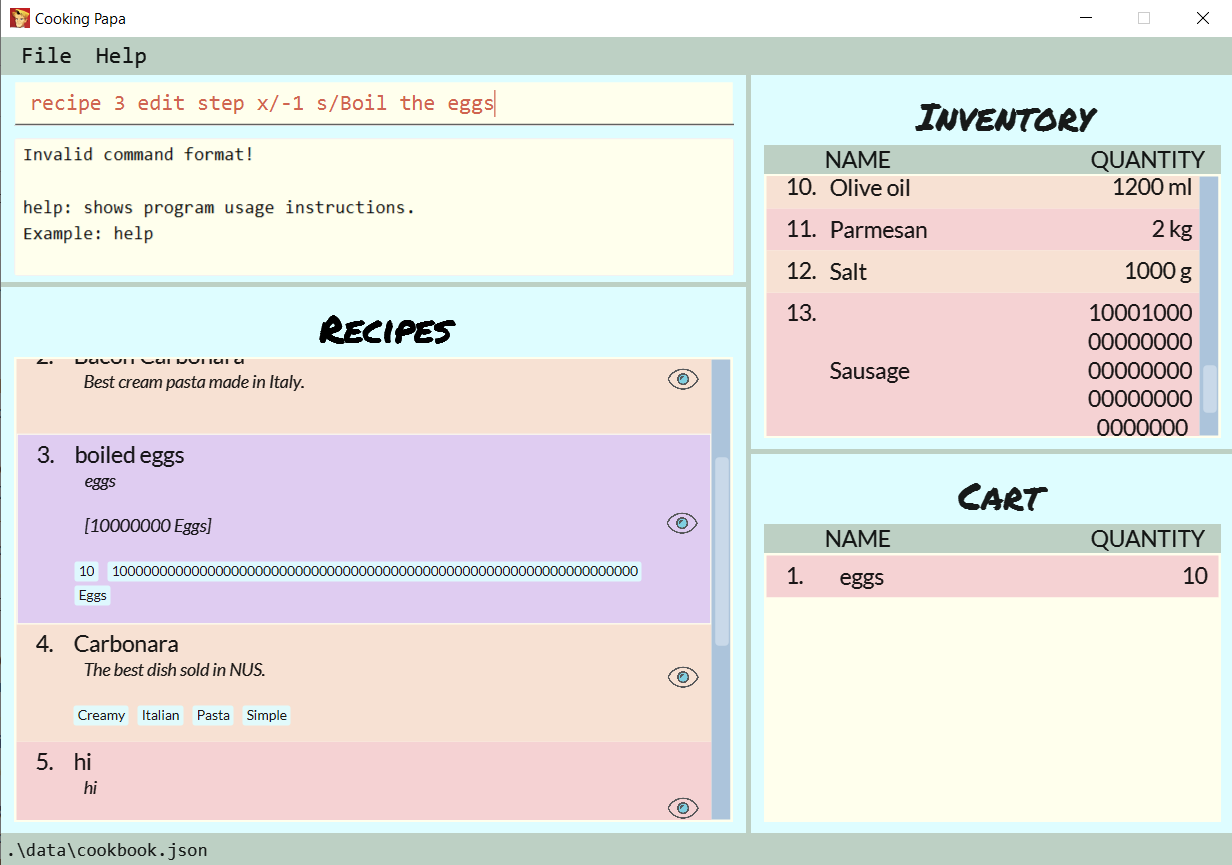 Cooking Papa
File Help
recipe 3 edit step x/-1 s/Boil the eggs
Invalid command format!
help: shows program usage instructions.
Example: help
Recipes
2. Bacon Carbonara
Best cream pasta made in Italy.
3. boiled eggs
eggs
[10000000 Eggs]
10
Eggs
4. Carbonara
The best dish sold in NUS.
Creamy Italian Pasta Simple
5. hi
hi
Inventory
NAME QUANTITY
10. Olive oil 1200 ml
11. Parmesan 2 kg
12. Salt 1000 g
13. 10001000
00000000
Sausage 00000000
00000000
0000000
Cart
NAME QUANTITY
1. eggs 10
.\data\cookbook.json